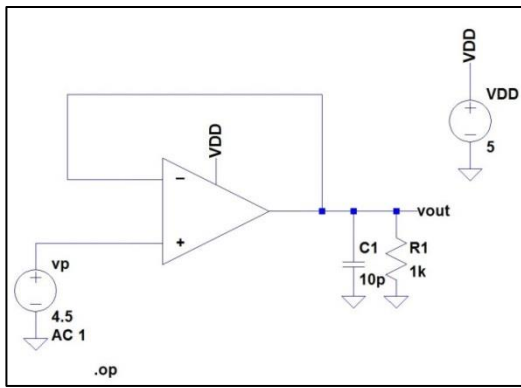 VDD
VDD
5
VDD
−
+
vout
C1
10p
R1
1k
vp
+
−
4.5
AC 1
.op